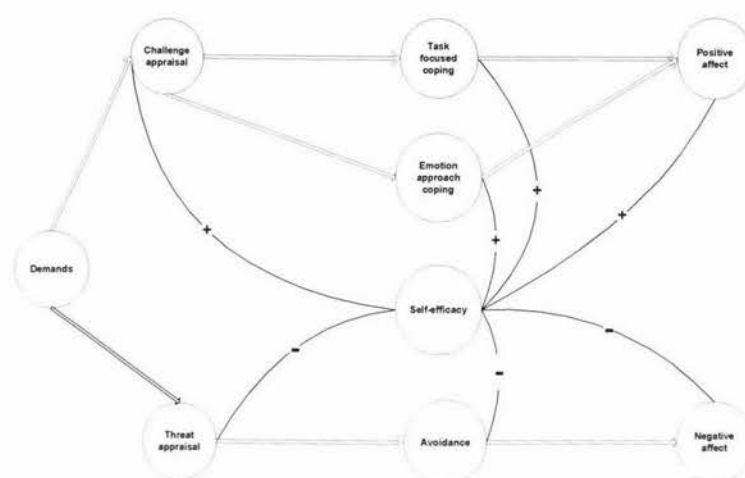 Challenge
appraisal
Task
focused
coping
Positive
affect
Emotion
approach
coping
+
+
+
+
Demands
Self-efficacy
-
-
-
Threat
appraisal
Avoidance
Negative
affect